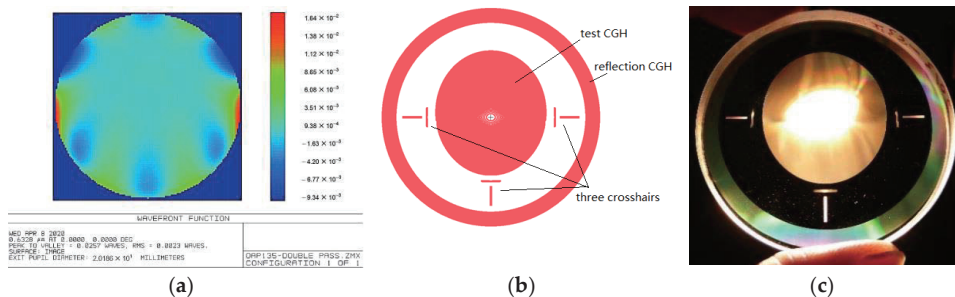 1.64 × 10⁻²
1.38 × 10⁻²
1.12 × 10⁻²
8.65 × 10⁻³
6.08 × 10⁻³
3.51 × 10⁻³
9.38 × 10⁻⁴
−1.63 × 10⁻³
−4.20 × 10⁻³
−6.77 × 10⁻³
−9.34 × 10⁻³
WAVEFRONT FUNCTION
WED APR 8 2020
0.6328 µm AT 0.0000, 0.0000 DEG
PEAK TO VALLEY = 0.0257 WAVES, RMS = 0.0023 WAVES.
SURFACE: IMAGE
EXIT PUPIL DIAMETER: 2.0186 × 10¹ MILLIMETERS
OAP135-DOUBLE PASS.ZMX
CONFIGURATION 1 OF 1
(a)
test CGH
reflection CGH
three crosshairs
(b)
(c)